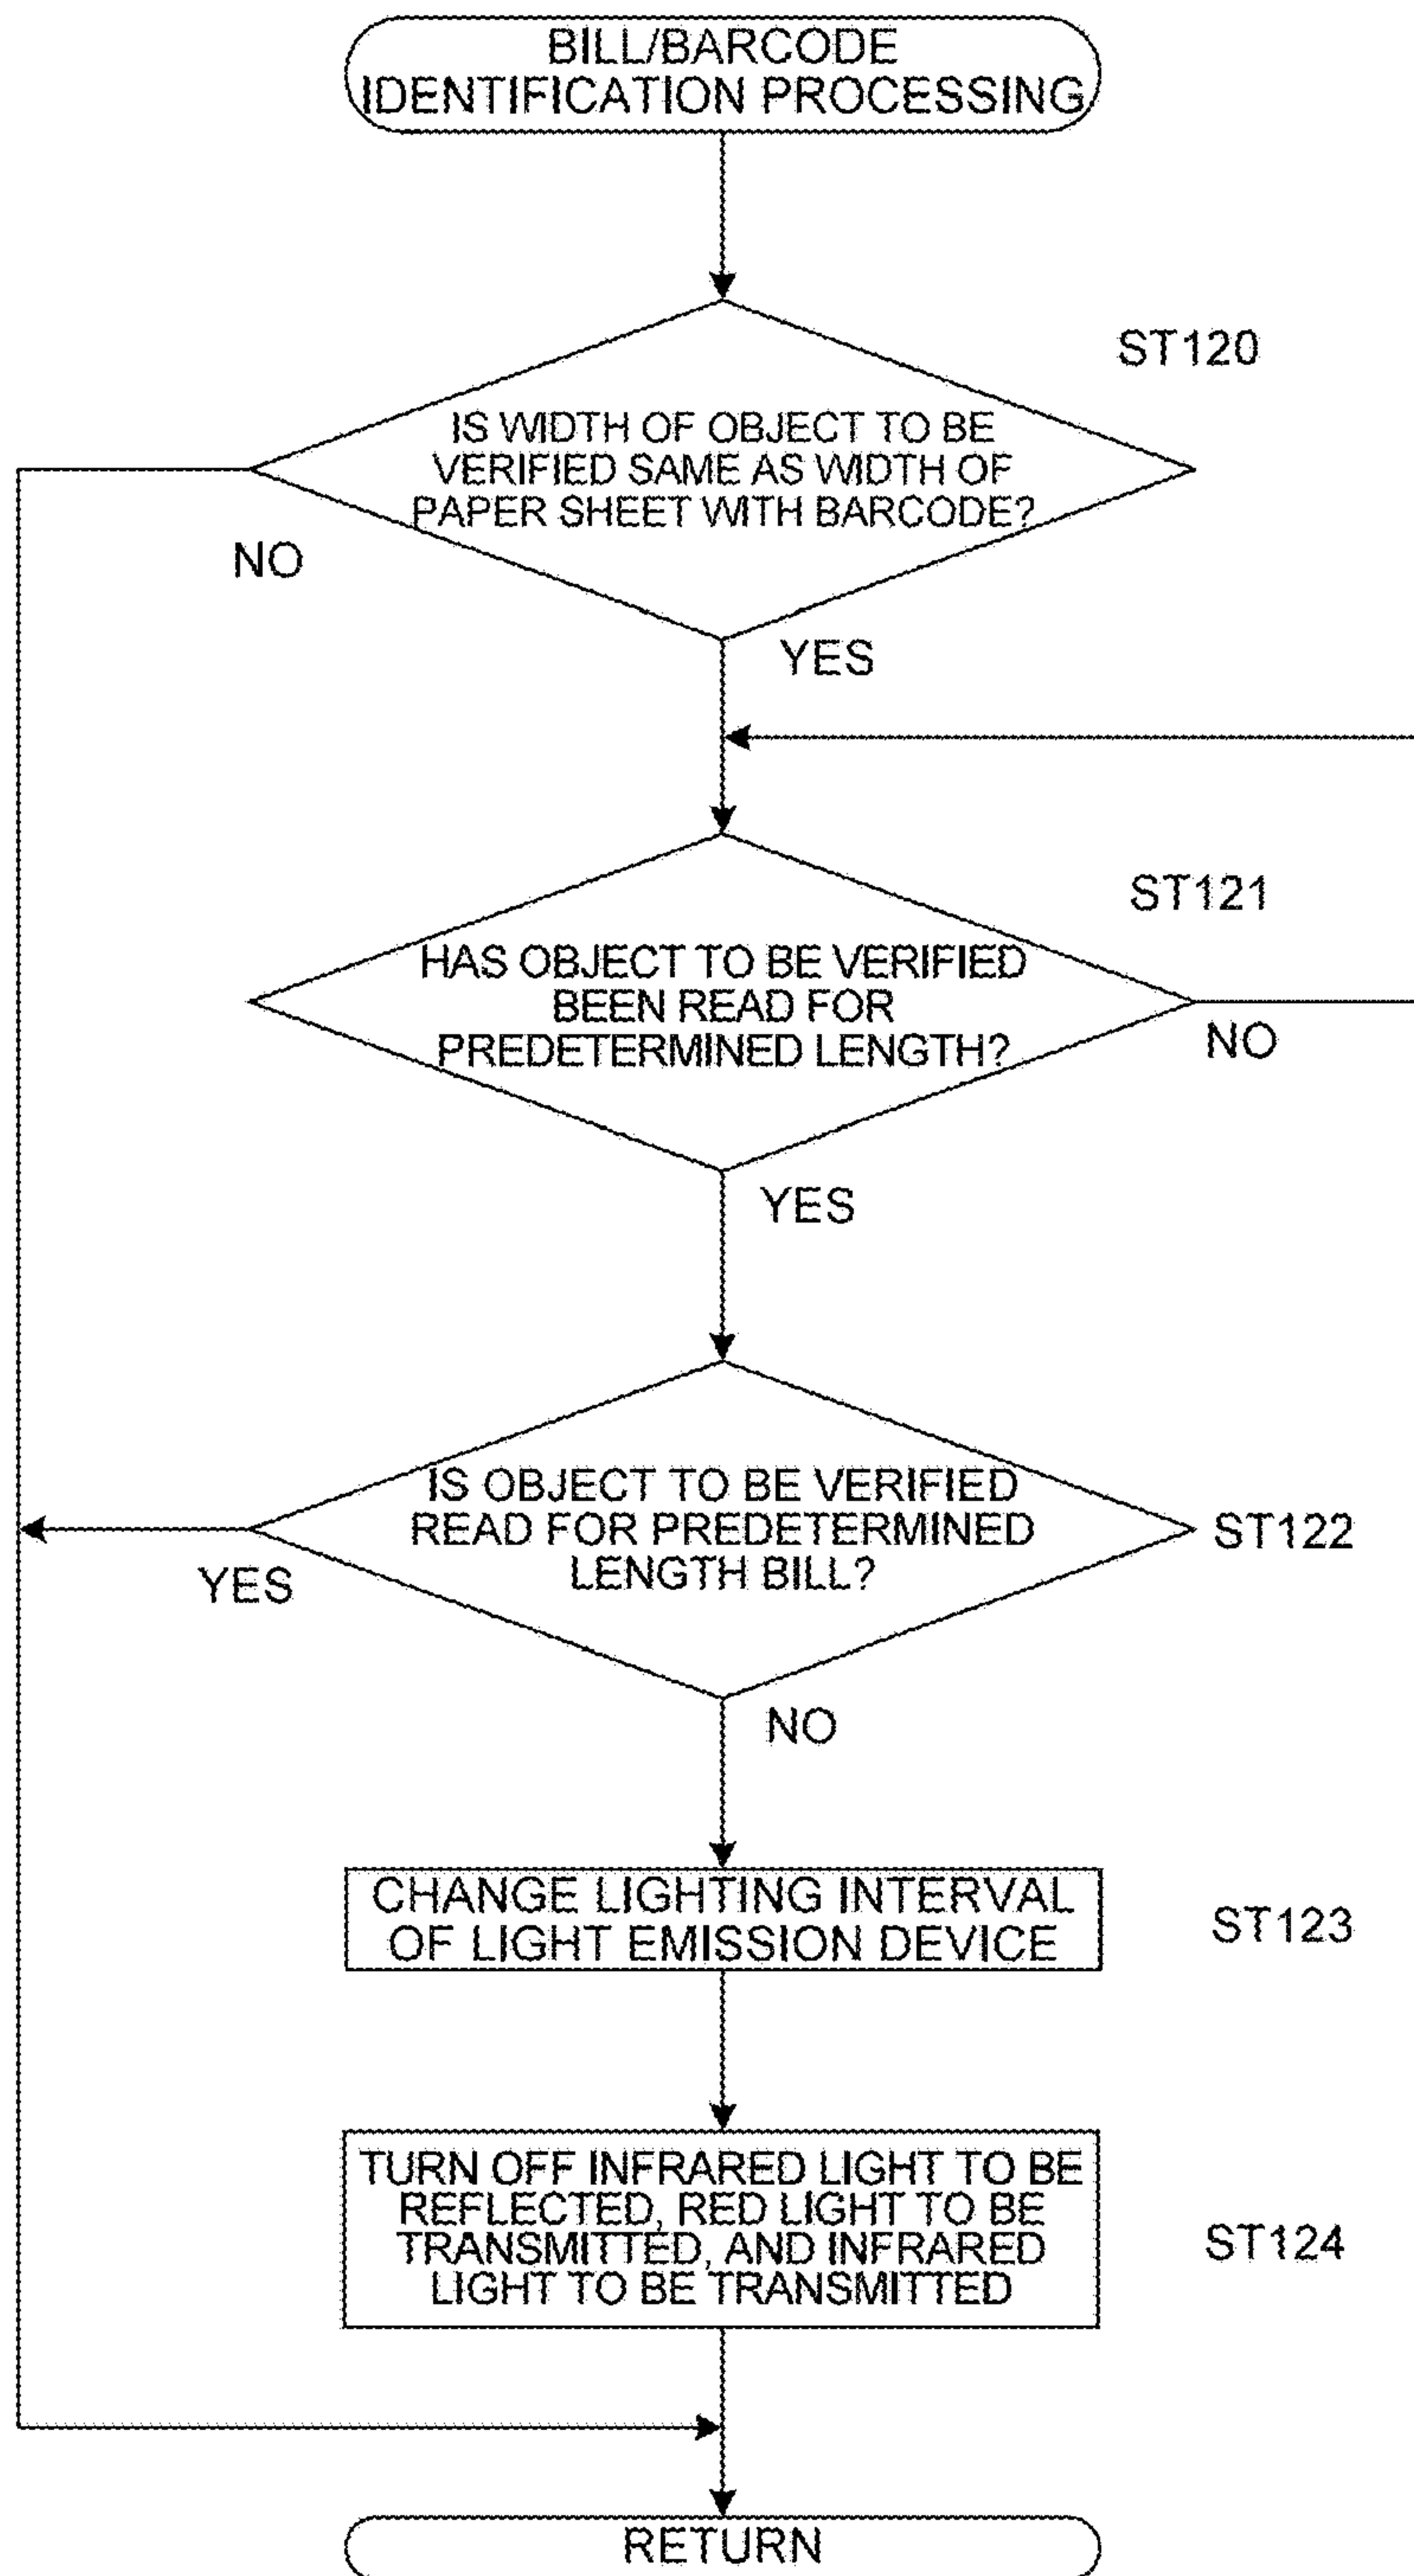 BILL/BARCODE
IDENTIFICATION PROCESSING
ST120
IS WIDTH OF OBJECT TO BE
VERIFIED SAME AS WIDTH OF
PAPER SHEET WITH BARCODE?
NO
YES
ST121
HAS OBJECT TO BE VERIFIED
BEEN READ FOR
PREDETERMINED LENGTH?
NO
YES
IS OBJECT TO BE VERIFIED
READ FOR PREDETERMINED
LENGTH BILL?
ST122
YES
NO
CHANGE LIGHTING INTERVAL
OF LIGHT EMISSION DEVICE
ST123
TURN OFF INFRARED LIGHT TO BE
REFLECTED, RED LIGHT TO BE
TRANSMITTED, AND INFRARED
LIGHT TO BE TRANSMITTED
ST124
RETURN